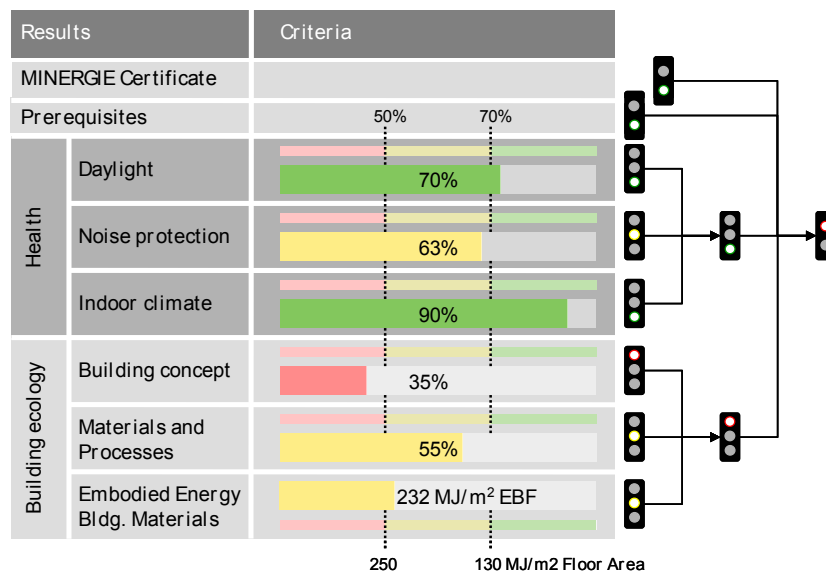 Results Criteria
MINERGIE Certificate
Prerequisites 50% 70%
Health
Daylight 70%
Noise protection 63%
Indoor climate 90%
Building ecology
Building concept 35%
Materials and
Processes 55%
Embodied Energy
Bldg. Materials 232 MJ/m² EBF
250 130 MJ/m2 Floor Area